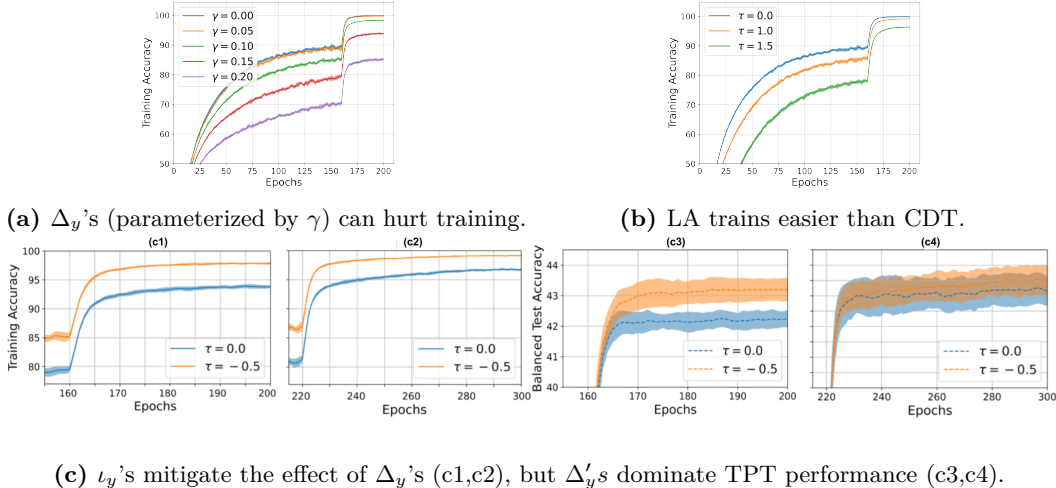 γ = 0.00
γ = 0.05
γ = 0.10
γ = 0.15
γ = 0.20
Training Accuracy
100
90
80
70
60
50
0 25 50 75 100 125 150 175 200
Epochs
τ = 0.0
τ = 1.0
τ = 1.5
Training Accuracy
100
90
80
70
60
50
0 25 50 75 100 125 150 175 200
Epochs
(a) Δy's (parameterized by γ) can hurt training.
(b) LA trains easier than CDT.
(c1)
Training Accuracy
100
95
90
85
80
τ = 0.0
τ = −0.5
160 170 180 190 200
Epochs
(c2)
τ = 0.0
τ = −0.5
220 240 260 280 300
Epochs
(c3)
Balanced Test Accuracy
44
43
42
41
40
τ = 0.0
τ = −0.5
160 170 180 190 200
Epochs
(c4)
τ = 0.0
τ = −0.5
220 240 260 280 300
Epochs
(c) ιy's mitigate the effect of Δy's (c1,c2), but Δ′ys dominate TPT performance (c3,c4).